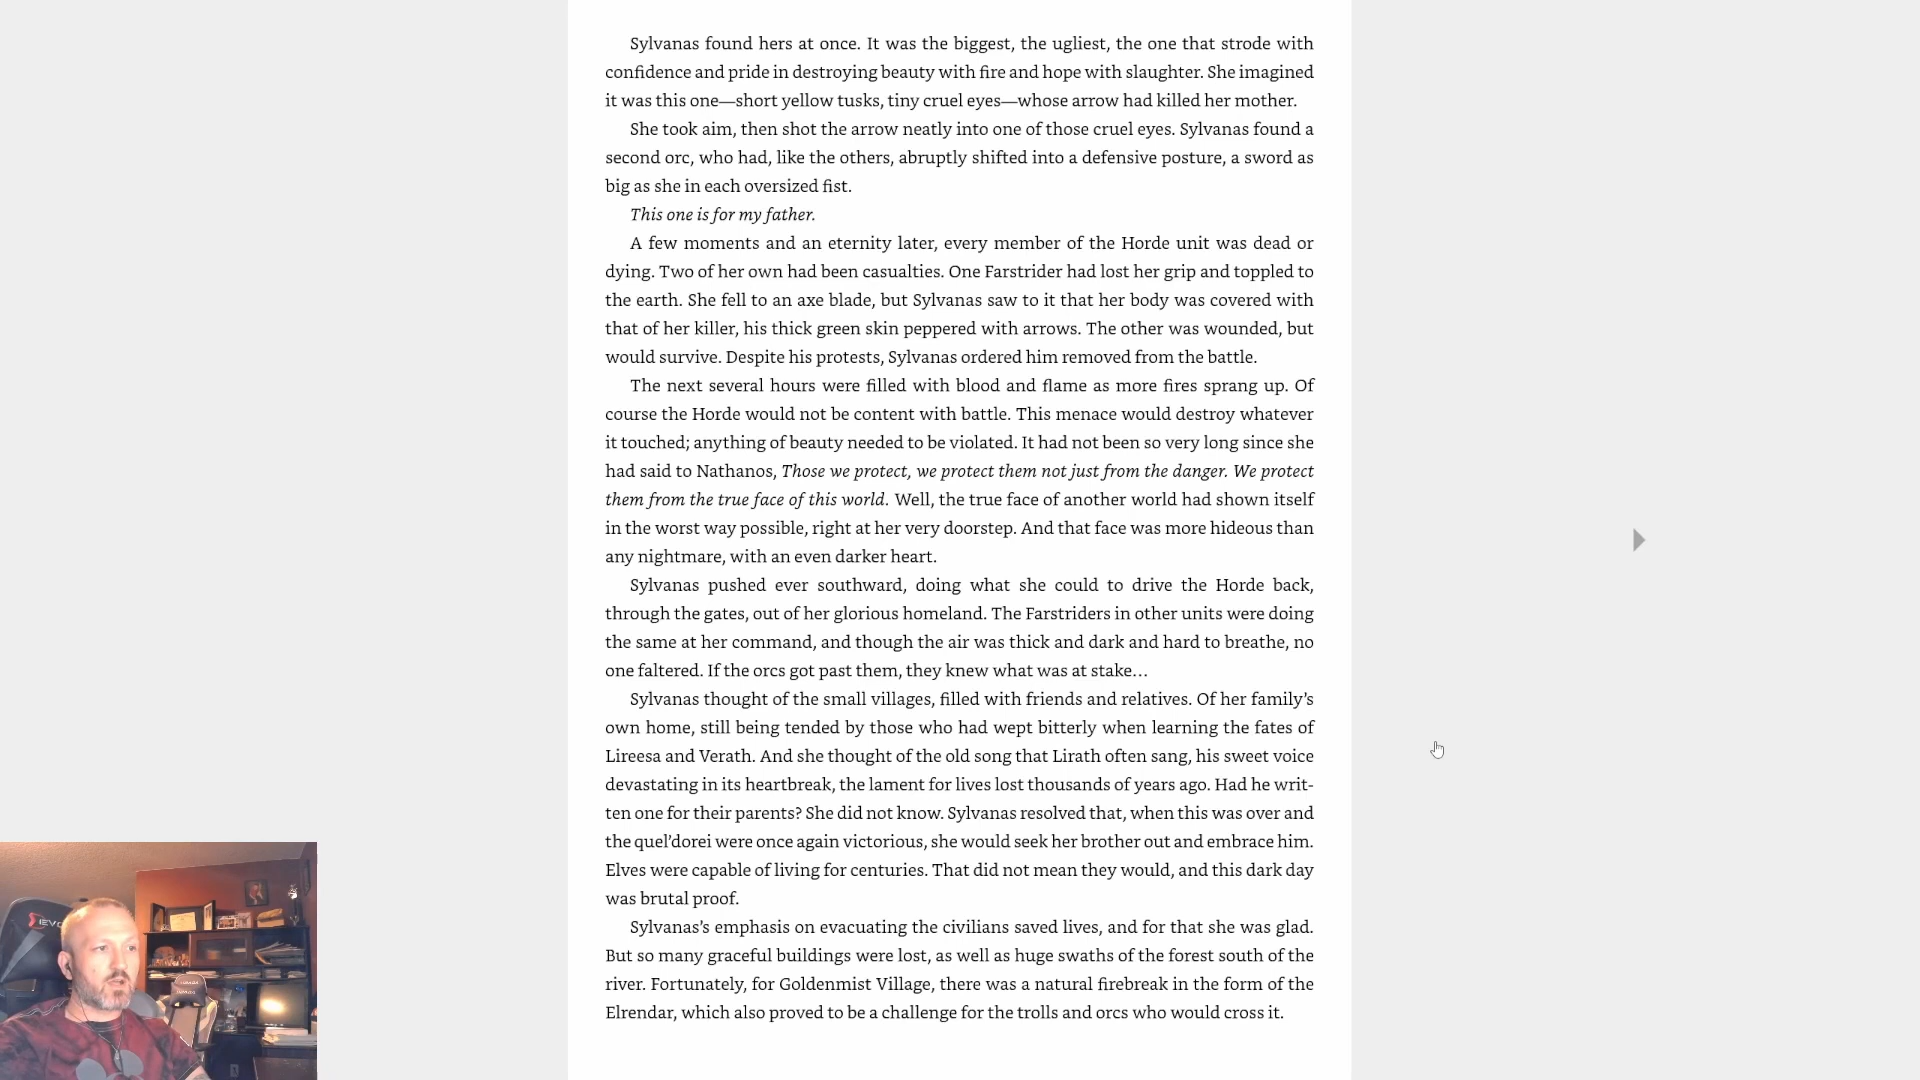 Sylvanas found hers at once. It was the biggest, the ugliest, the one that strode with
confidence and pride in destroying beauty with fire and hope with slaughter. She imagined
it was this one—short yellow tusks, tiny cruel eyes—whose arrow had killed her mother.
She took aim, then shot the arrow neatly into one of those cruel eyes. Sylvanas found a
second orc, who had, like the others, abruptly shifted into a defensive posture, a sword as
big as she in each oversized fist.
This one is for my father.
A few moments and an eternity later, every member of the Horde unit was dead or
dying. Two of her own had been casualties. One Farstrider had lost her grip and toppled to
the earth. She fell to an axe blade, but Sylvanas saw to it that her body was covered with
that of her killer, his thick green skin peppered with arrows. The other was wounded, but
would survive. Despite his protests, Sylvanas ordered him removed from the battle.
The next several hours were filled with blood and flame as more fires sprang up. Of
course the Horde would not be content with battle. This menace would destroy whatever
it touched; anything of beauty needed to be violated. It had not been so very long since she
had said to Nathanos, Those we protect, we protect them not just from the danger. We protect
them from the true face of this world. Well, the true face of another world had shown itself
in the worst way possible, right at her very doorstep. And that face was more hideous than
any nightmare, with an even darker heart.
Sylvanas pushed ever southward, doing what she could to drive the Horde back,
through the gates, out of her glorious homeland. The Farstriders in other units were doing
the same at her command, and though the air was thick and dark and hard to breathe, no
one faltered. If the orcs got past them, they knew what was at stake…
Sylvanas thought of the small villages, filled with friends and relatives. Of her family’s
own home, still being tended by those who had wept bitterly when learning the fates of
Lireesa and Verath. And she thought of the old song that Lirath often sang, his sweet voice
devastating in its heartbreak, the lament for lives lost thousands of years ago. Had he writ-
ten one for their parents? She did not know. Sylvanas resolved that, when this was over and
the quel’dorei were once again victorious, she would seek her brother out and embrace him.
Elves were capable of living for centuries. That did not mean they would, and this dark day
was brutal proof.
Sylvanas’s emphasis on evacuating the civilians saved lives, and for that she was glad.
But so many graceful buildings were lost, as well as huge swaths of the forest south of the
river. Fortunately, for Goldenmist Village, there was a natural firebreak in the form of the
Elrendar, which also proved to be a challenge for the trolls and orcs who would cross it.